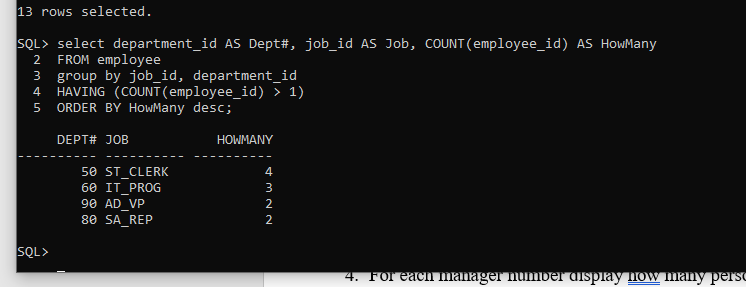 13 rows selected.
SQL> select department_id AS Dept#, job_id AS Job, COUNT(employee_id) AS HowMany
2 FROM employee
3 group by job_id, department_id
4 HAVING (COUNT(employee_id) > 1)
5 ORDER BY HowMany desc;
DEPT# JOB HOWMANY
---------- ---------- ----------
50 ST_CLERK 4
60 IT_PROG 3
90 AD_VP 2
80 SA_REP 2
SQL>
4. For each manager number display how many perso